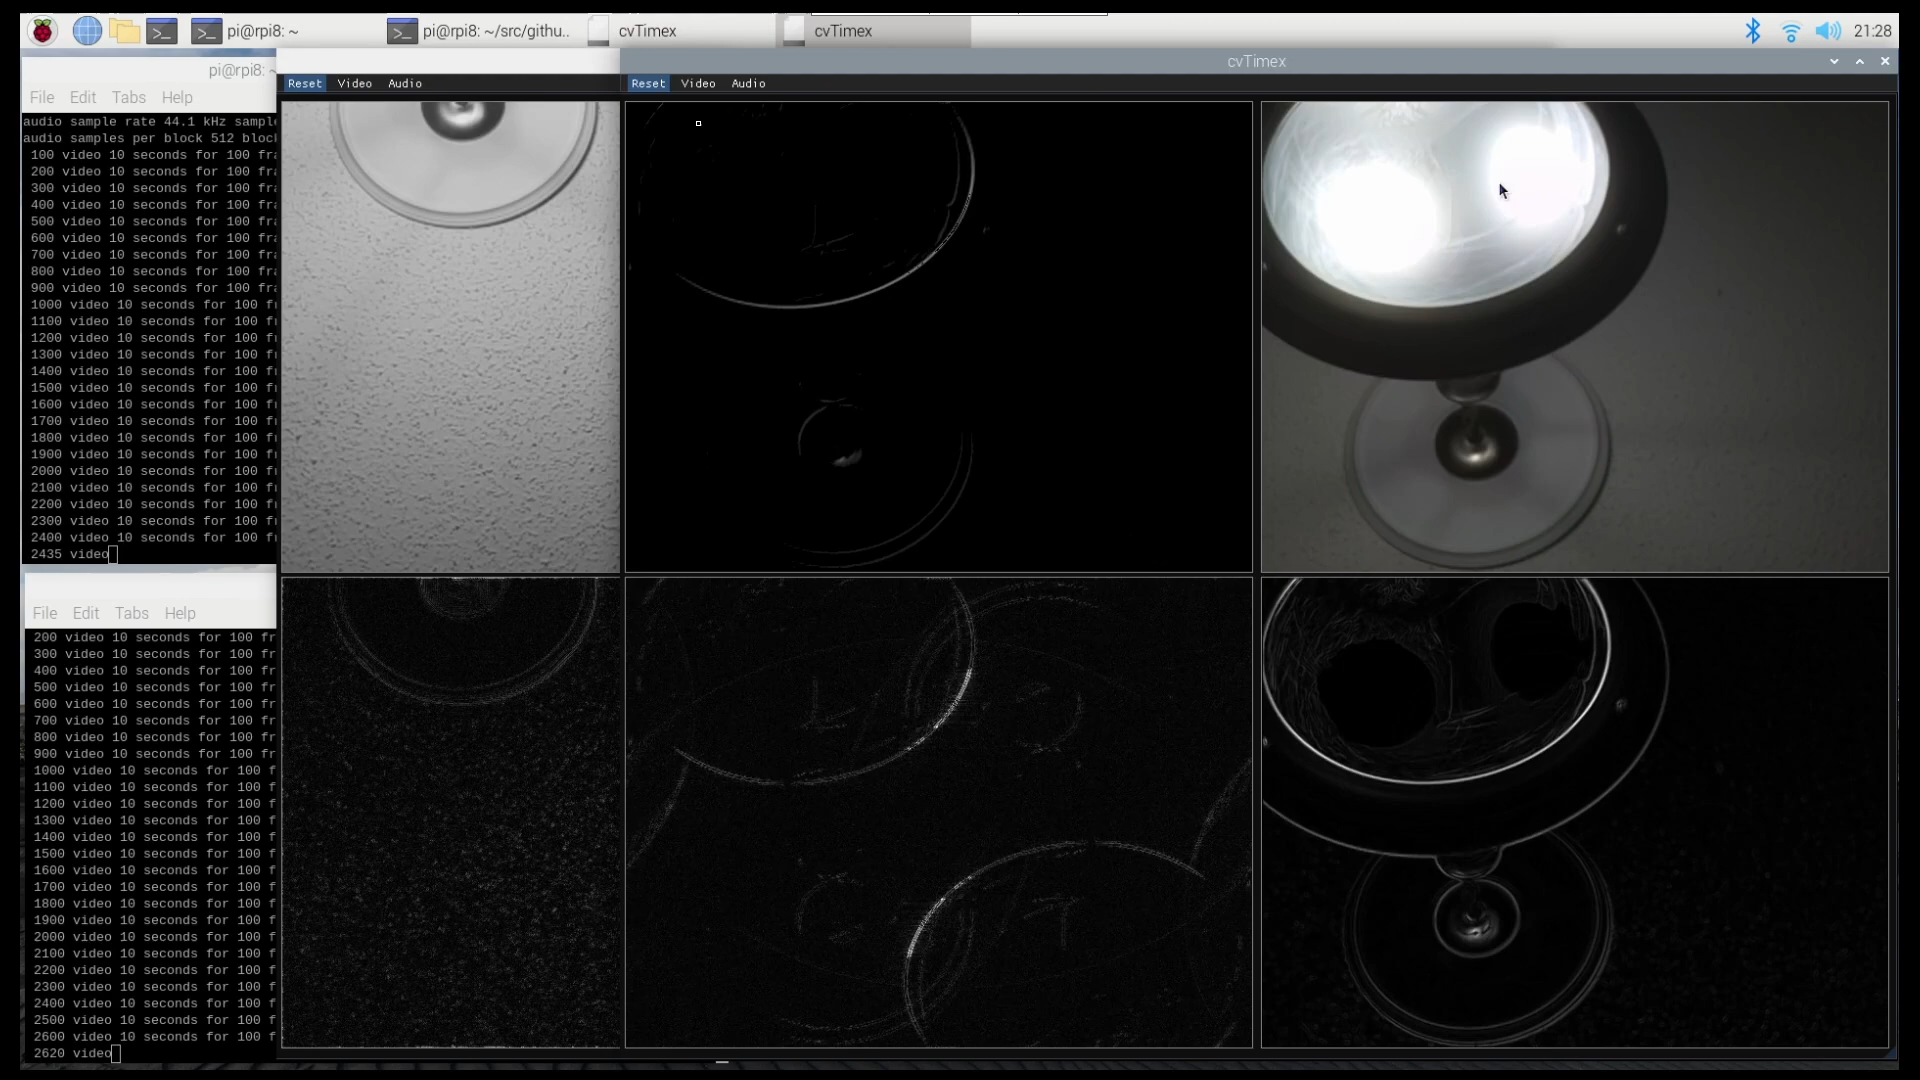 pi@rpi8: ~
pi@rpi8: ~/src/githu..
cvTimex
cvTimex
21:28
pi@rpi8: ~
cvTimex
File Edit Tabs Help
Reset Video Audio
Reset Video Audio
audio sample rate 44.1 kHz sample
audio samples per block 512 block
100 video 10 seconds for 100 fra
200 video 10 seconds for 100 fra
300 video 10 seconds for 100 fra
400 video 10 seconds for 100 fra
500 video 10 seconds for 100 fra
600 video 10 seconds for 100 fra
700 video 10 seconds for 100 fra
800 video 10 seconds for 100 fra
900 video 10 seconds for 100 fra
1000 video 10 seconds for 100 fr
1100 video 10 seconds for 100 fr
1200 video 10 seconds for 100 fr
1300 video 10 seconds for 100 fr
1400 video 10 seconds for 100 fr
1500 video 10 seconds for 100 fr
1600 video 10 seconds for 100 fr
1700 video 10 seconds for 100 fr
1800 video 10 seconds for 100 fr
1900 video 10 seconds for 100 fr
2000 video 10 seconds for 100 fr
2100 video 10 seconds for 100 fr
2200 video 10 seconds for 100 fr
2300 video 10 seconds for 100 fr
2400 video 10 seconds for 100 fr
2435 video
File Edit Tabs Help
200 video 10 seconds for 100 fr
300 video 10 seconds for 100 fr
400 video 10 seconds for 100 fr
500 video 10 seconds for 100 fr
600 video 10 seconds for 100 fr
700 video 10 seconds for 100 fr
800 video 10 seconds for 100 fr
900 video 10 seconds for 100 fr
1000 video 10 seconds for 100 f
1100 video 10 seconds for 100 f
1200 video 10 seconds for 100 f
1300 video 10 seconds for 100 f
1400 video 10 seconds for 100 f
1500 video 10 seconds for 100 f
1600 video 10 seconds for 100 f
1700 video 10 seconds for 100 f
1800 video 10 seconds for 100 f
1900 video 10 seconds for 100 f
2000 video 10 seconds for 100 f
2100 video 10 seconds for 100 f
2200 video 10 seconds for 100 f
2300 video 10 seconds for 100 f
2400 video 10 seconds for 100 f
2500 video 10 seconds for 100 f
2600 video 10 seconds for 100 f
2620 video